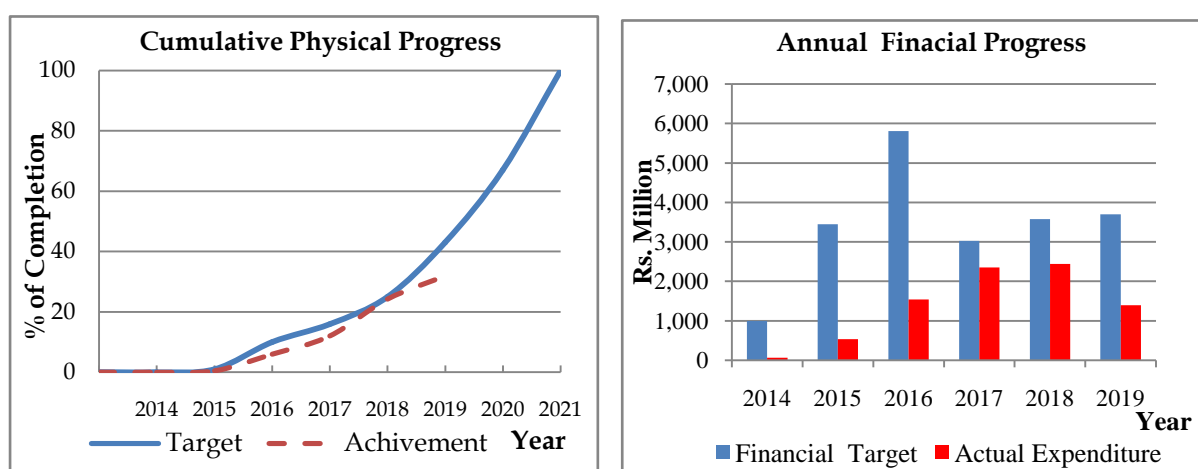 Cumulative Physical Progress
100
80
60
40
20
0
% of Completion
2014 2015 2016 2017 2018 2019 2020 2021
Target Achivement Year
Annual Finacial Progress
7,000
6,000
5,000
4,000
3,000
2,000
1,000
0
Rs. Million
2014 2015 2016 2017 2018 2019
Year
Financial Target Actual Expenditure